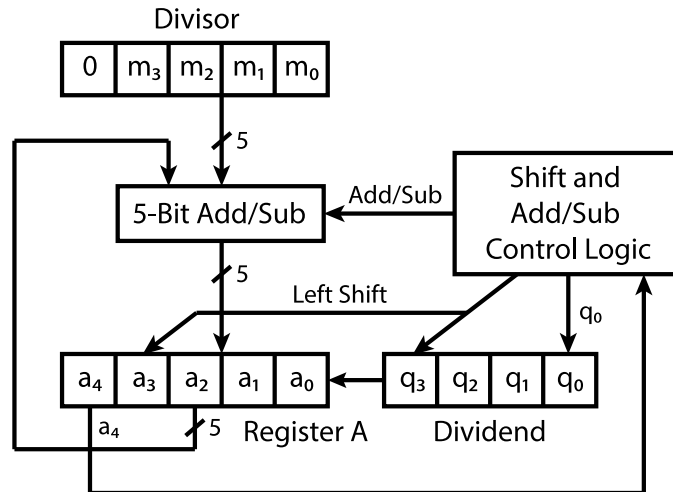 Divisor
0 m₃ m₂ m₁ m₀
5
5-Bit Add/Sub
Add/Sub
Shift and
Add/Sub
Control Logic
5
Left Shift
q₀
a₄ a₃ a₂ a₁ a₀
q₃ q₂ q₁ q₀
a₄
5
Register A
Dividend